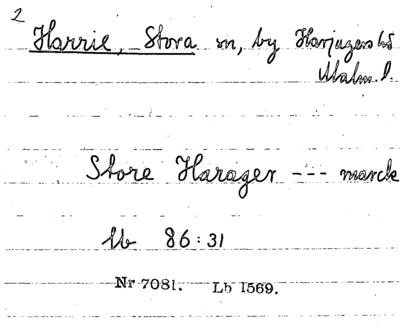 2
Harrie, Stora sn, by Harjagers hd
Malm. l.
Store Harager --- marck
Lb 86:31
Nr 7081. Lb 1569.